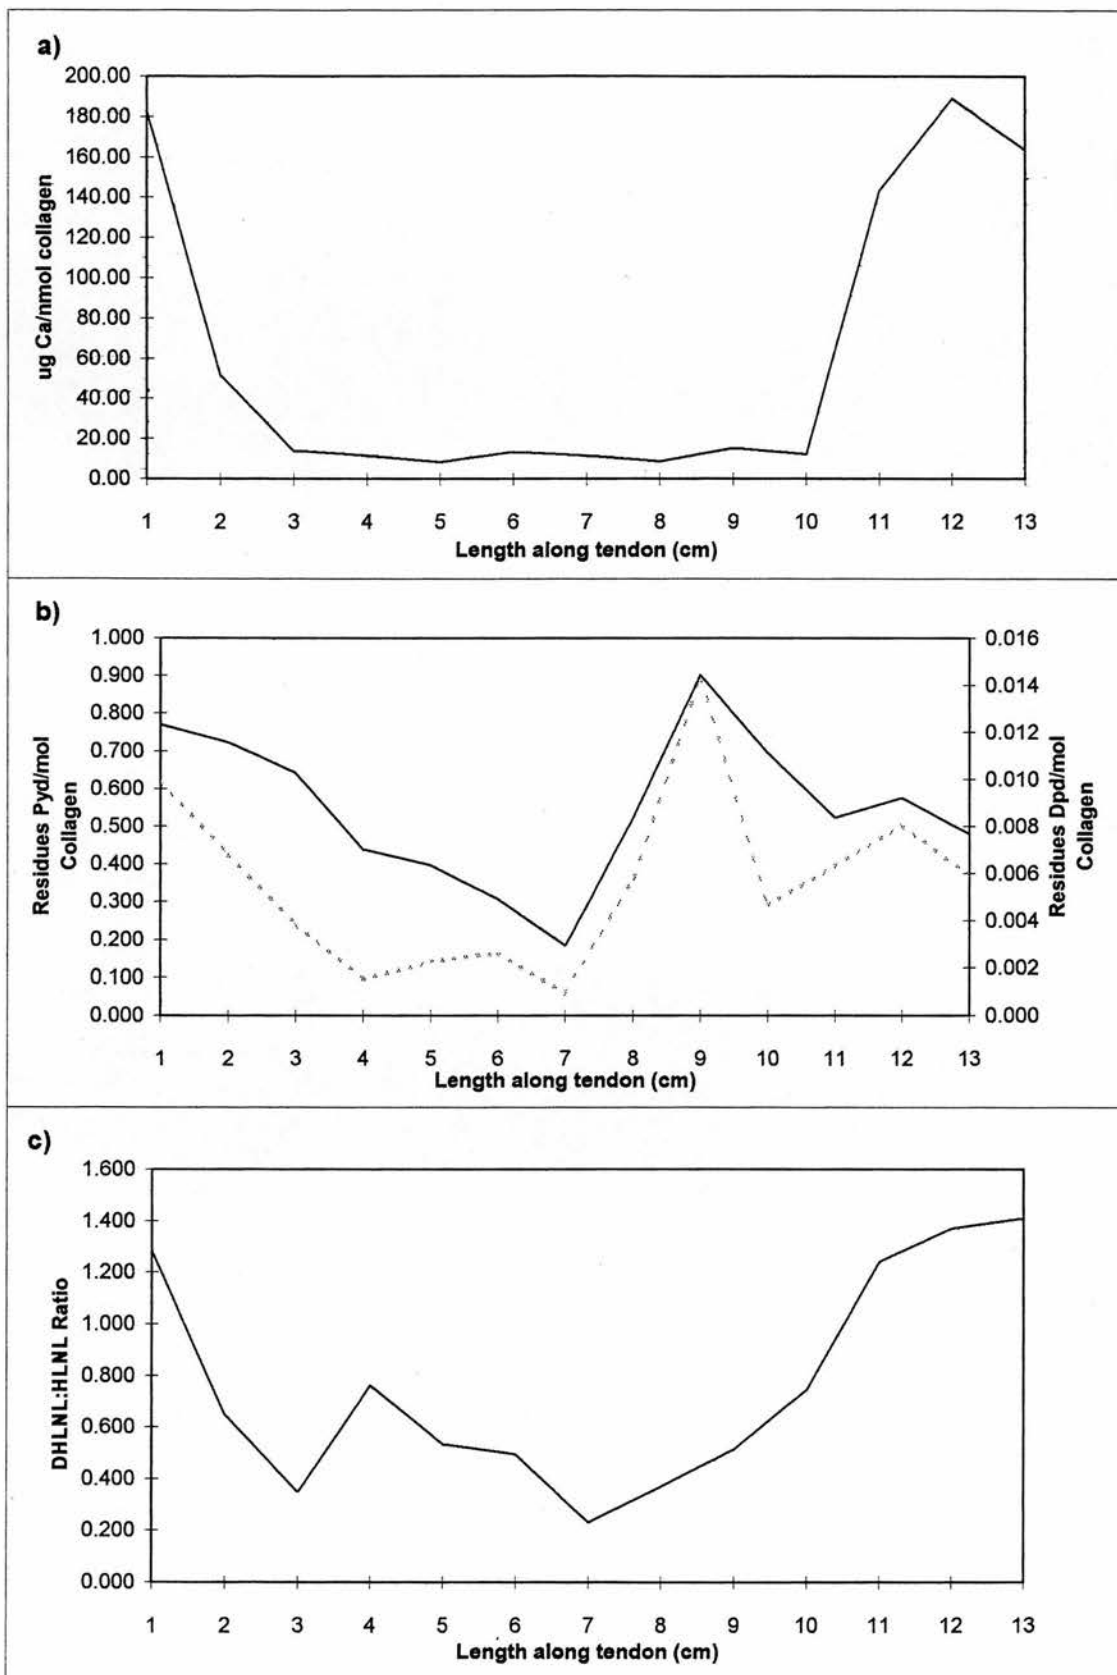 a)
200.00
180.00
160.00
140.00
120.00
100.00
80.00
60.00
40.00
20.00
0.00
ug Ca/nmol collagen
1 2 3 4 5 6 7 8 9 10 11 12 13
Length along tendon (cm)
b)
1.000
0.900
0.800
0.700
0.600
0.500
0.400
0.300
0.200
0.100
0.000
Residues Pyd/mol
Collagen
0.016
0.014
0.012
0.010
0.008
0.006
0.004
0.002
0.000
Residues Dpd/mol
Collagen
1 2 3 4 5 6 7 8 9 10 11 12 13
Length along tendon (cm)
c)
1.600
1.400
1.200
1.000
0.800
0.600
0.400
0.200
0.000
DHLNL:HLNL Ratio
1 2 3 4 5 6 7 8 9 10 11 12 13
Length along tendon (cm)